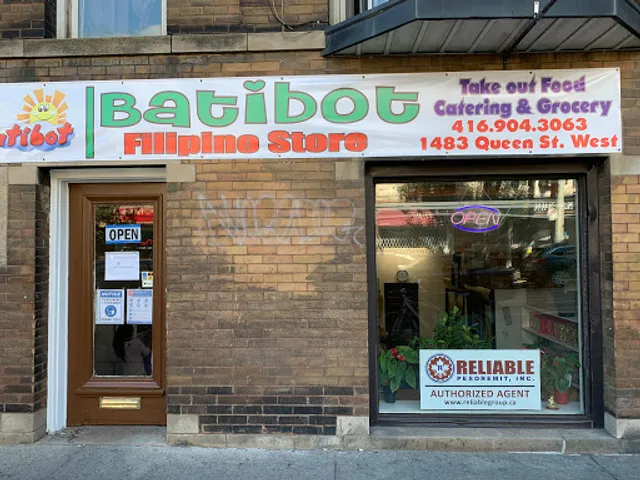 atibot
Batibot
Filipino Store
Take out Food
Catering & Grocery
416.904.3063
1483 Queen St. West
OPEN
OPEN
RELIABLE
PESOREMIT, INC.
AUTHORIZED AGENT
www.reliablegroup.ca